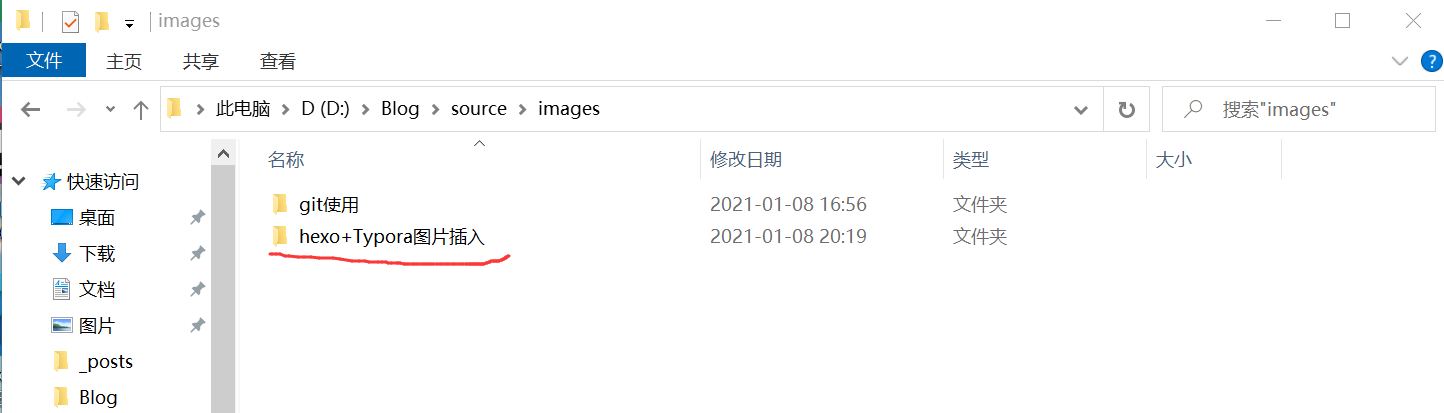 images
文件 主页 共享 查看
此电脑 D (D:) Blog source images 搜索"images"
名称 修改日期 类型 大小
快速访问
桌面
下载
文档
图片
_posts
Blog
git使用 2021-01-08 16:56 文件夹
hexo+Typora图片插入 2021-01-08 20:19 文件夹